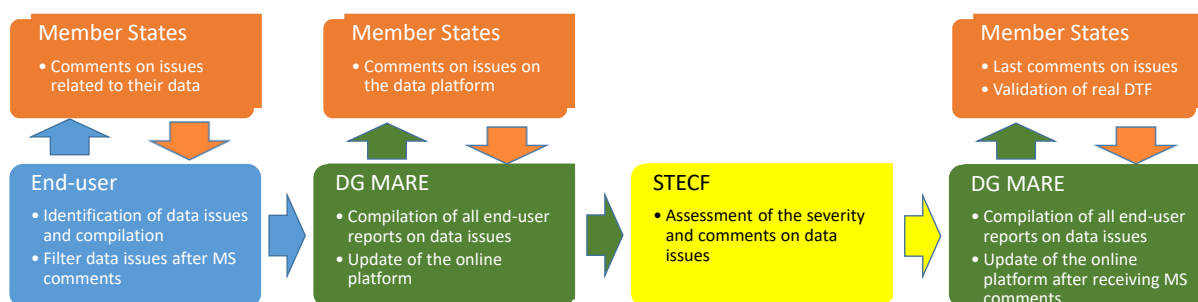 Member States
• Comments on issues
related to their data
Member States
• Comments on issues on
the data platform
Member States
• Last comments on issues
• Validation of real DTF
End-user
• Identification of data issues
and compilation
• Filter data issues after MS
comments
DG MARE
• Compilation of all end-user
reports on data issues
• Update of the online
platform
STECF
• Assessment of the severity
and comments on data
issues
DG MARE
• Compilation of all end-user
reports on data issues
• Update of the online
platform after receiving MS
comments